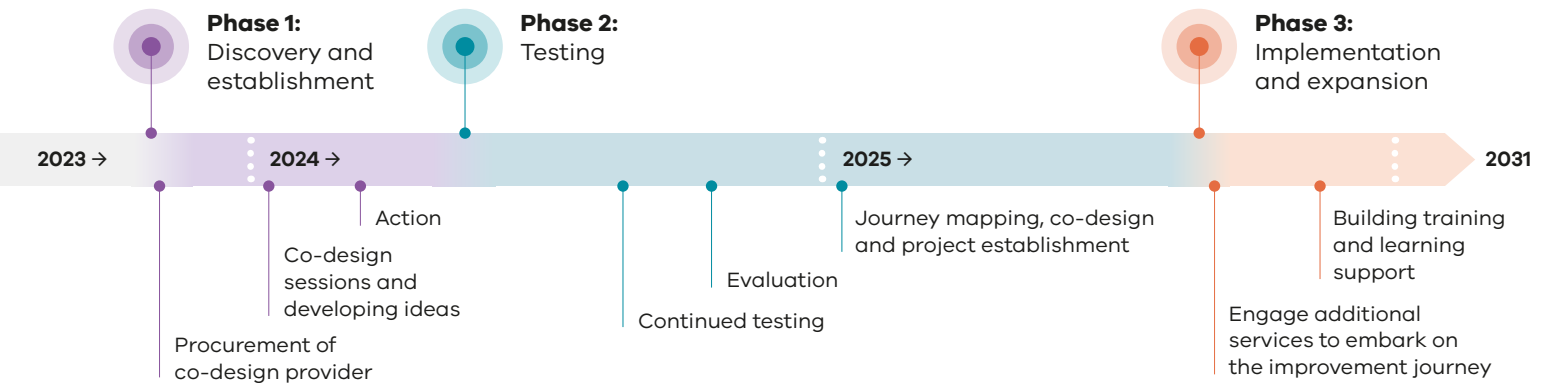 Phase 1:
Discovery and
establishment
Phase 2:
Testing
Phase 3:
Implementation
and expansion
2023 →
2024 →
2025 →
2031
Procurement of
co-design provider
Co-design
sessions and
developing ideas
Action
Continued testing
Evaluation
Journey mapping, co-design
and project establishment
Engage additional
services to embark on
the improvement journey
Building training
and learning
support